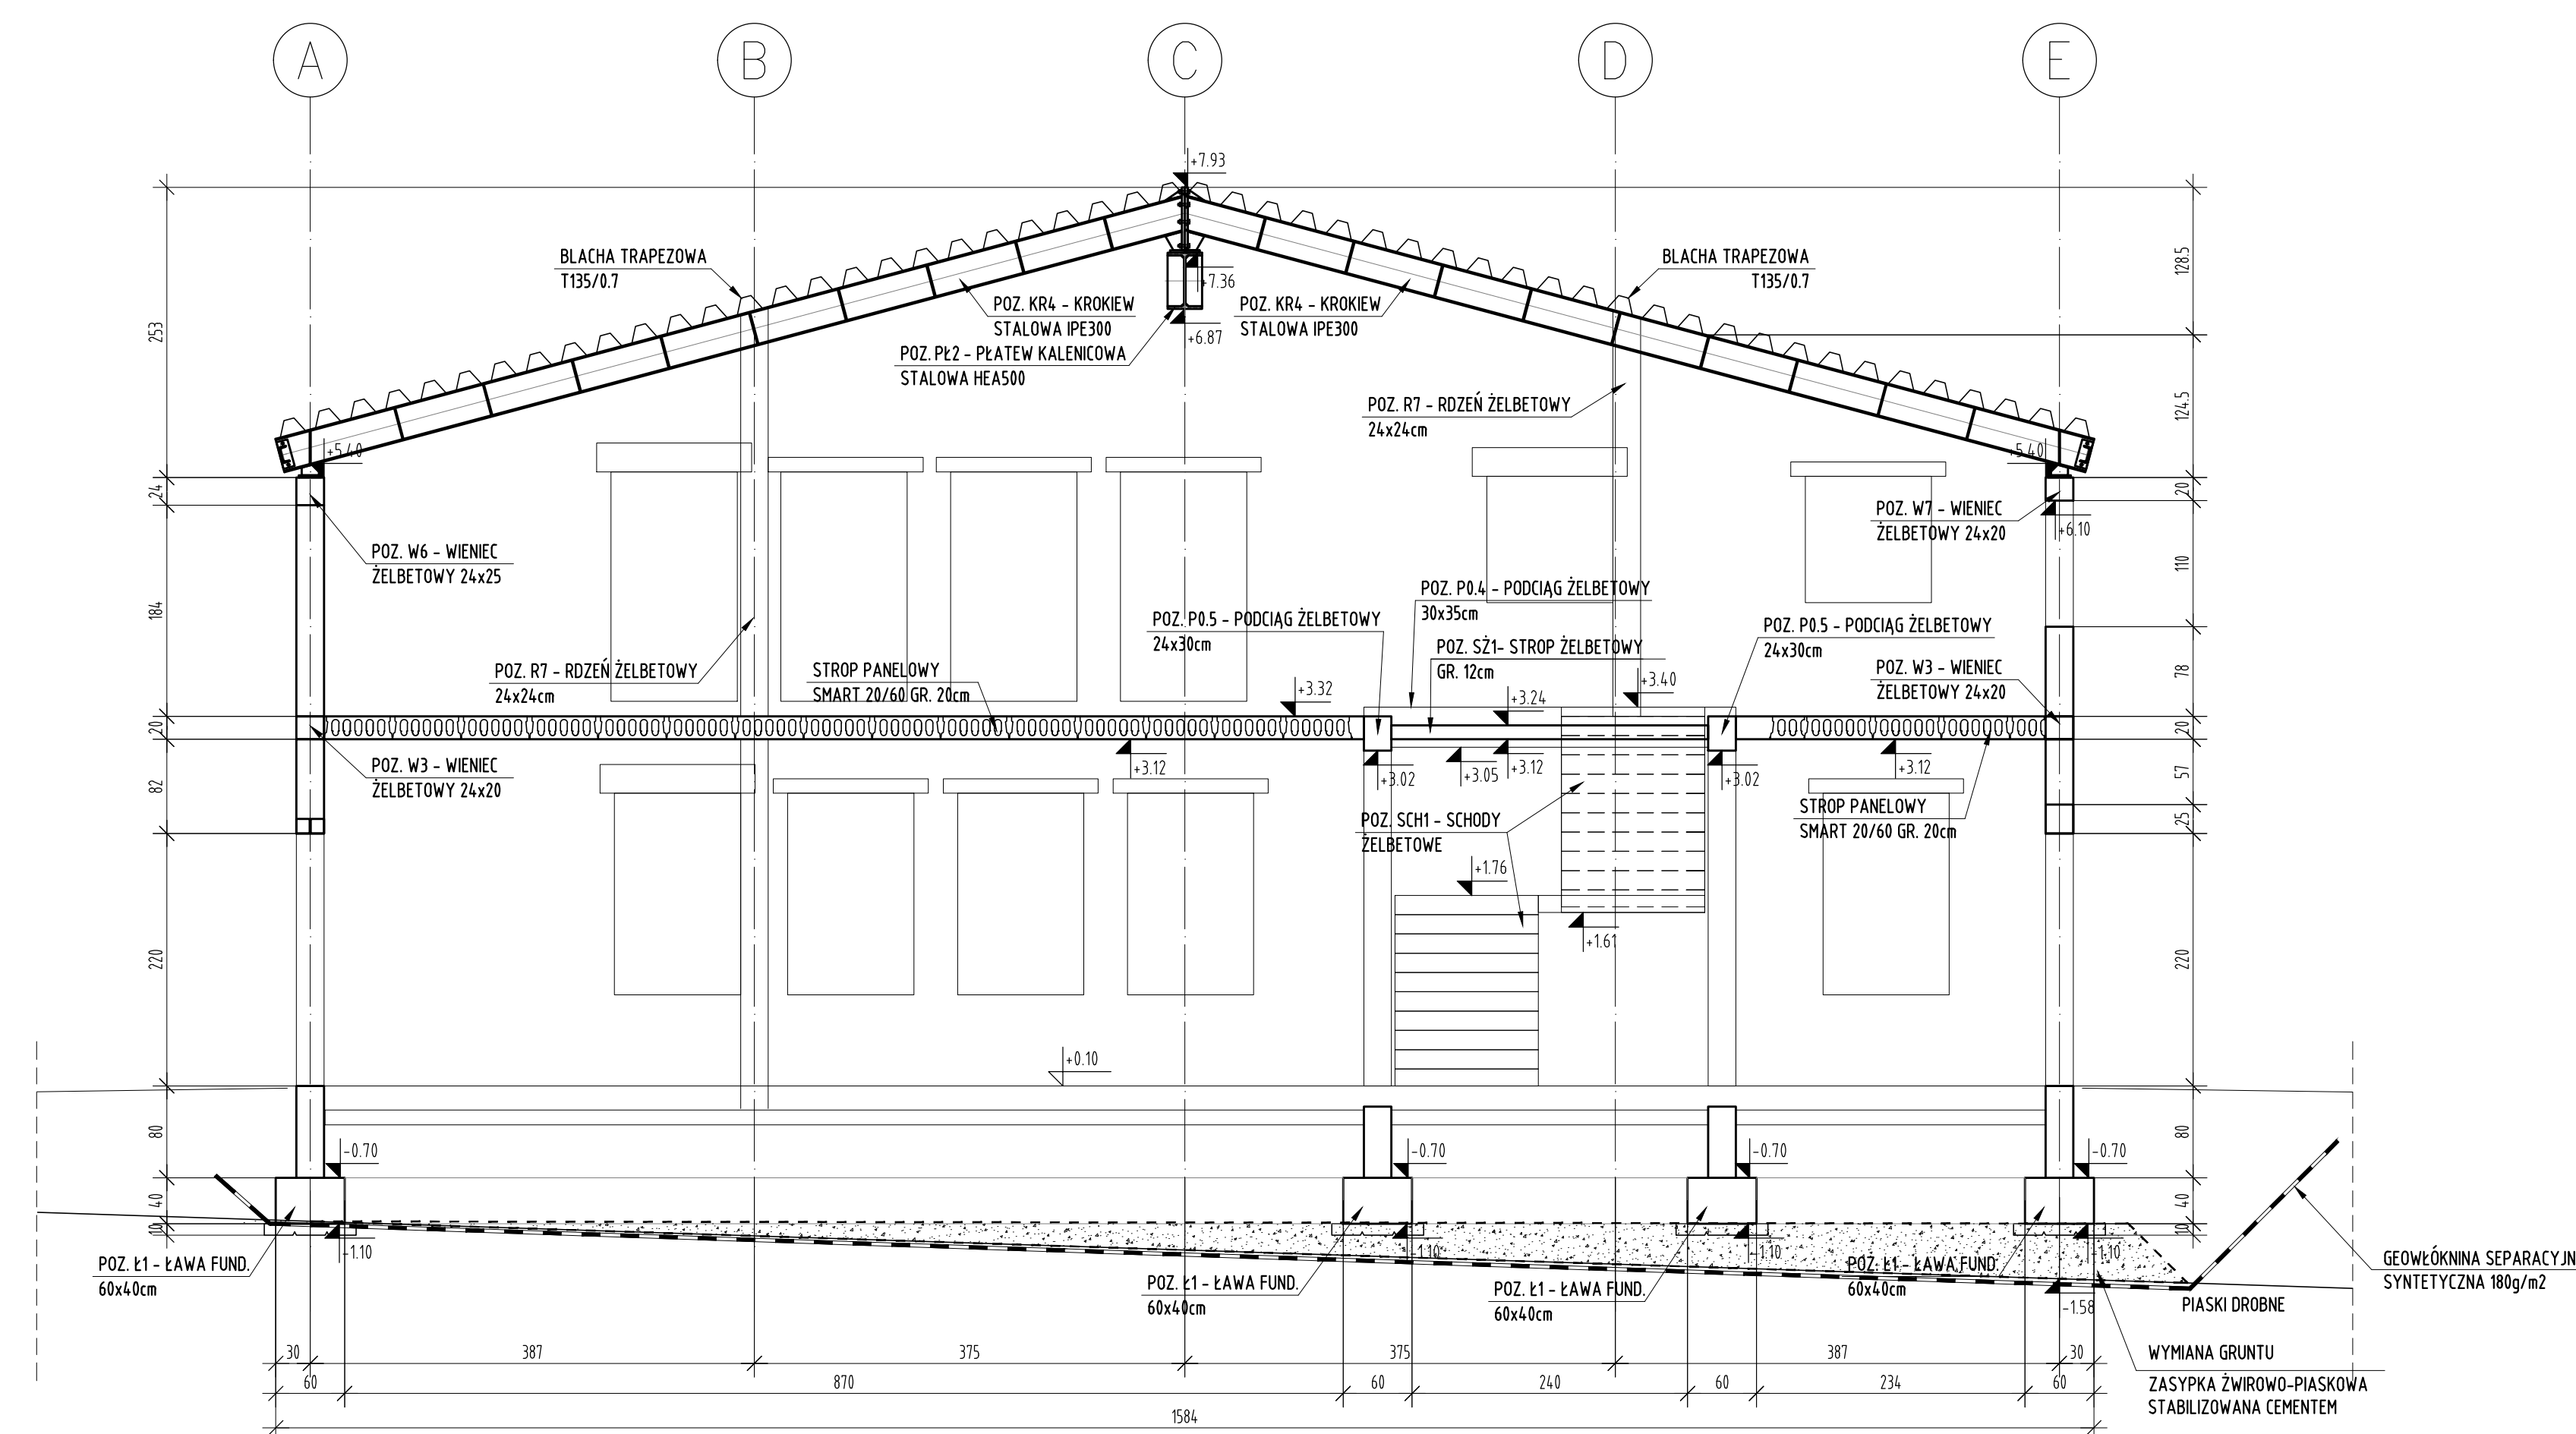 A
B
C
D
E
+7.93
BLACHA TRAPEZOWA
T135/0.7
BLACHA TRAPEZOWA
T135/0.7
128.5
253
+7.36
POZ. KR4 - KROKIEW
STALOWA IPE300
POZ. KR4 - KROKIEW
STALOWA IPE300
+6.87
POZ. PŁ2 - PŁATEW KALENICOWA
STALOWA HEA500
POZ. R7 - RDZEŃ ŻELBETOWY
24x24cm
124.5
+5.40
+5.40
24
20
POZ. W7 - WIENIEC
ŻELBETOWY 24x20
+6.10
POZ. W6 - WIENIEC
ŻELBETOWY 24x25
110
184
POZ. P0.4 - PODCIĄG ŻELBETOWY
30x35cm
POZ. P0.5 - PODCIĄG ŻELBETOWY
24x30cm
POZ. P0.5 - PODCIĄG ŻELBETOWY
24x30cm
POZ. SŻ1- STROP ŻELBETOWY
GR. 12cm
POZ. R7 - RDZEŃ ŻELBETOWY
24x24cm
STROP PANELOWY
SMART 20/60 GR. 20cm
POZ. W3 - WIENIEC
ŻELBETOWY 24x20
78
+3.32
+3.24
+3.40
20
20
POZ. W3 - WIENIEC
ŻELBETOWY 24x20
+3.12
+3.02
+3.05
+3.12
+3.02
+3.12
82
57
STROP PANELOWY
SMART 20/60 GR. 20cm
25
POZ. SCH1 - SCHODY
ŻELBETOWE
+1.76
+1.61
220
220
+0.10
80
80
-0.70
-0.70
-0.70
-0.70
40
40
10
10
-1.10
-1.10
-1.10
-1.10
POZ. Ł1 - ŁAWA FUND.
60x40cm
POZ. Ł1 - ŁAWA FUND.
60x40cm
POZ. Ł1 - ŁAWA FUND.
60x40cm
POZ. Ł1 - ŁAWA FUND.
60x40cm
-1.58
GEOWŁÓKNINA SEPARACYJN
SYNTETYCZNA 180g/m2
PIASKI DROBNE
WYMIANA GRUNTU
ZASYPKA ŻWIROWO-PIASKOWA
STABILIZOWANA CEMENTEM
30
387
375
375
387
30
60
870
60
240
60
234
60
1584